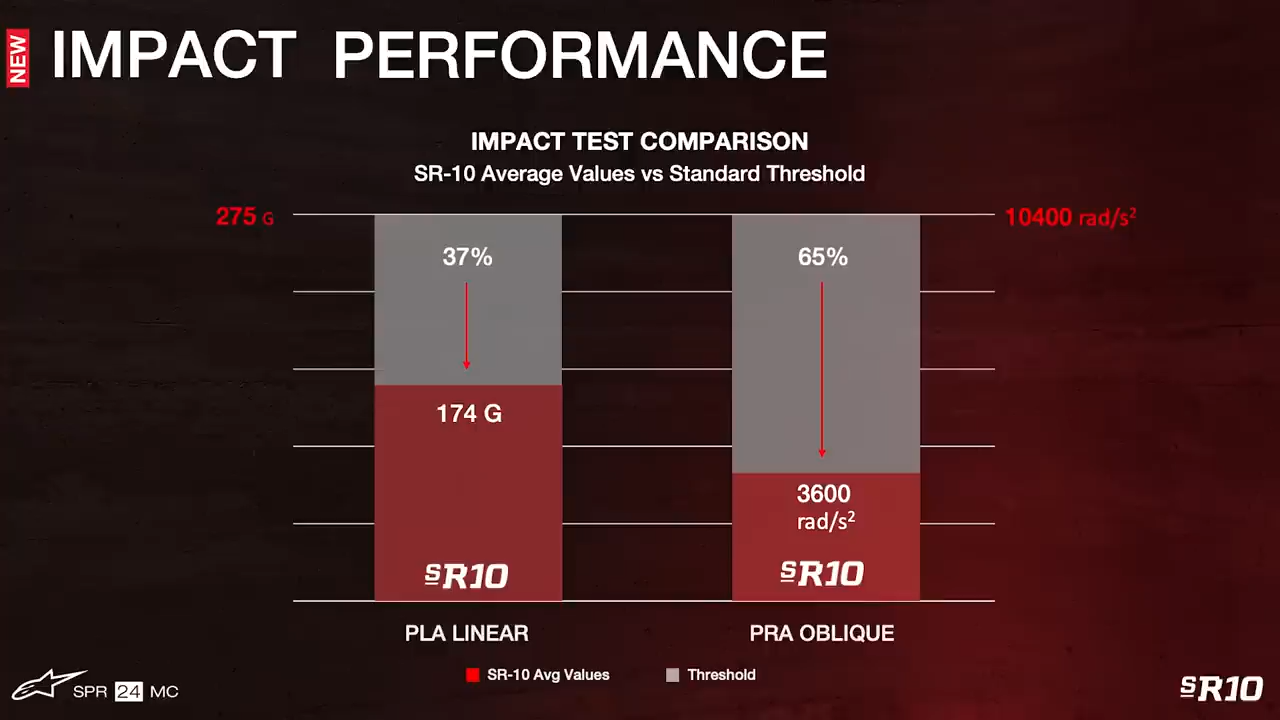 NEW
IMPACT PERFORMANCE
IMPACT TEST COMPARISON
SR-10 Average Values vs Standard Threshold
275 G
10400 rad/s²
37%
65%
174 G
3600
rad/s²
SR10
SR10
PLA LINEAR
PRA OBLIQUE
SR-10 Avg Values
Threshold
SPR 24 MC
SR10